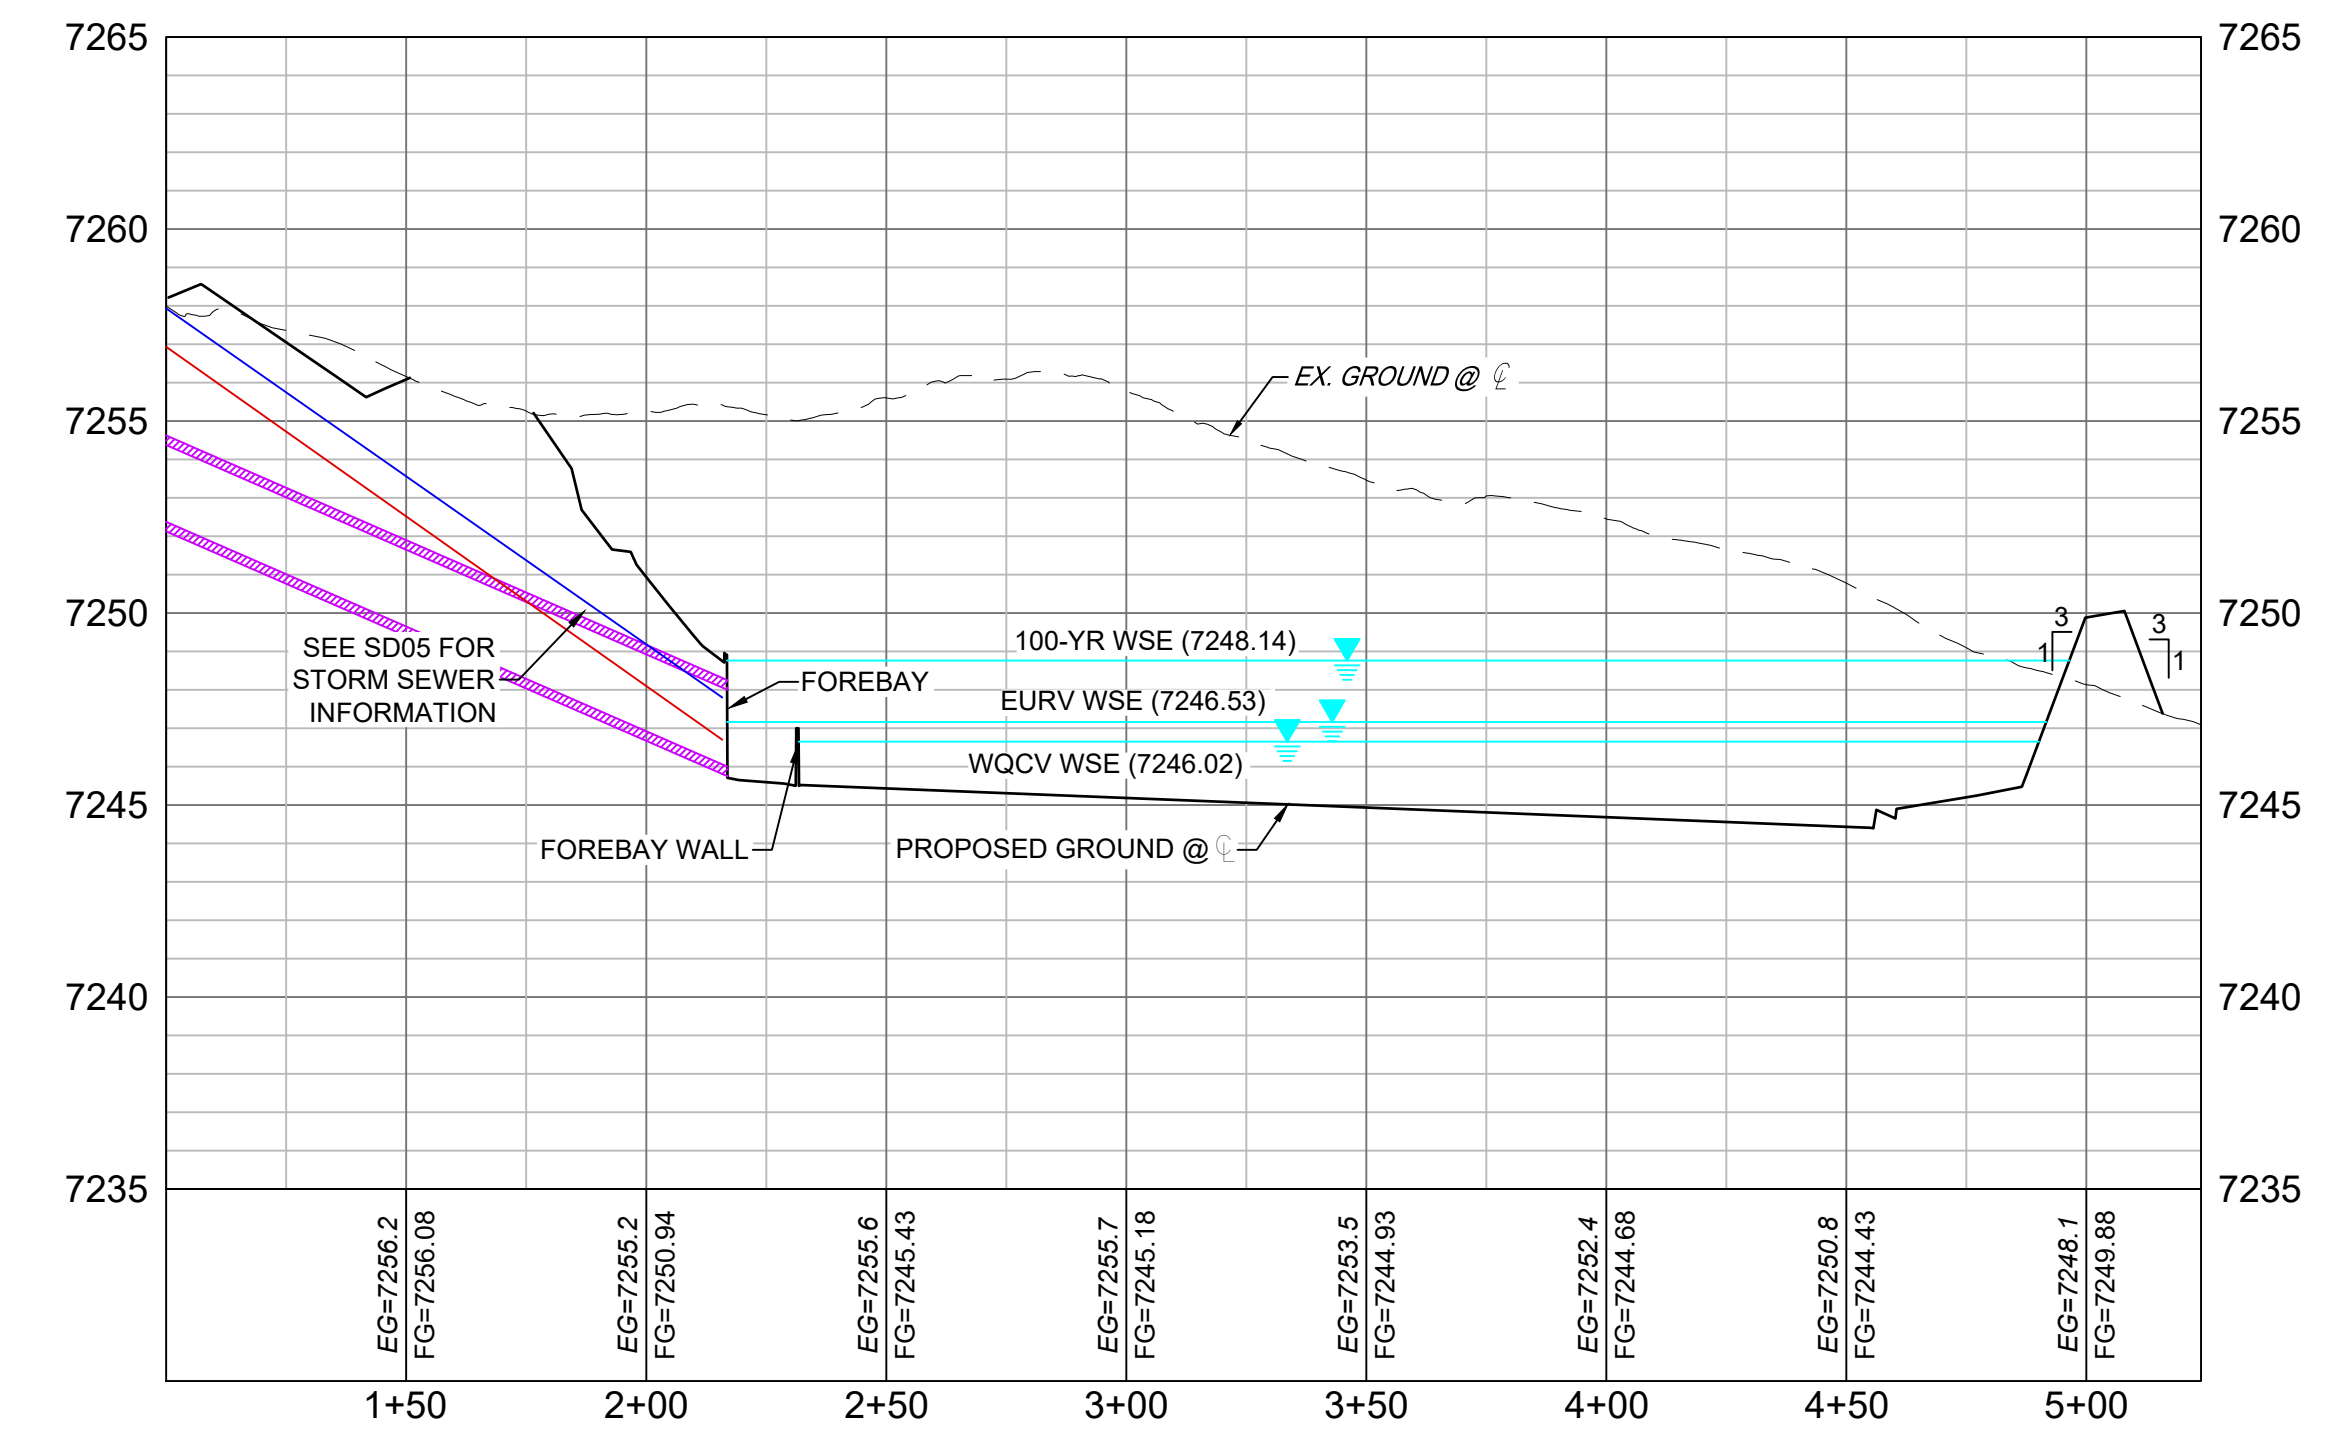 7265
7265
7260
7260
EX. GROUND @ ℄
7255
7255
7250
7250
3
1
3
1
SEE SD05 FOR
STORM SEWER
INFORMATION
100-YR WSE (7248.14)
FOREBAY
EURV WSE (7246.53)
WQCV WSE (7246.02)
7245
7245
FOREBAY WALL
PROPOSED GROUND @ ℄
7240
7240
7235
7235
EG=7256.2
FG=7256.08
EG=7255.2
FG=7250.94
EG=7255.6
FG=7245.43
EG=7255.7
FG=7245.18
EG=7253.5
FG=7244.93
EG=7252.4
FG=7244.68
EG=7250.8
FG=7244.43
EG=7248.1
FG=7249.88
1+50
2+00
2+50
3+00
3+50
4+00
4+50
5+00